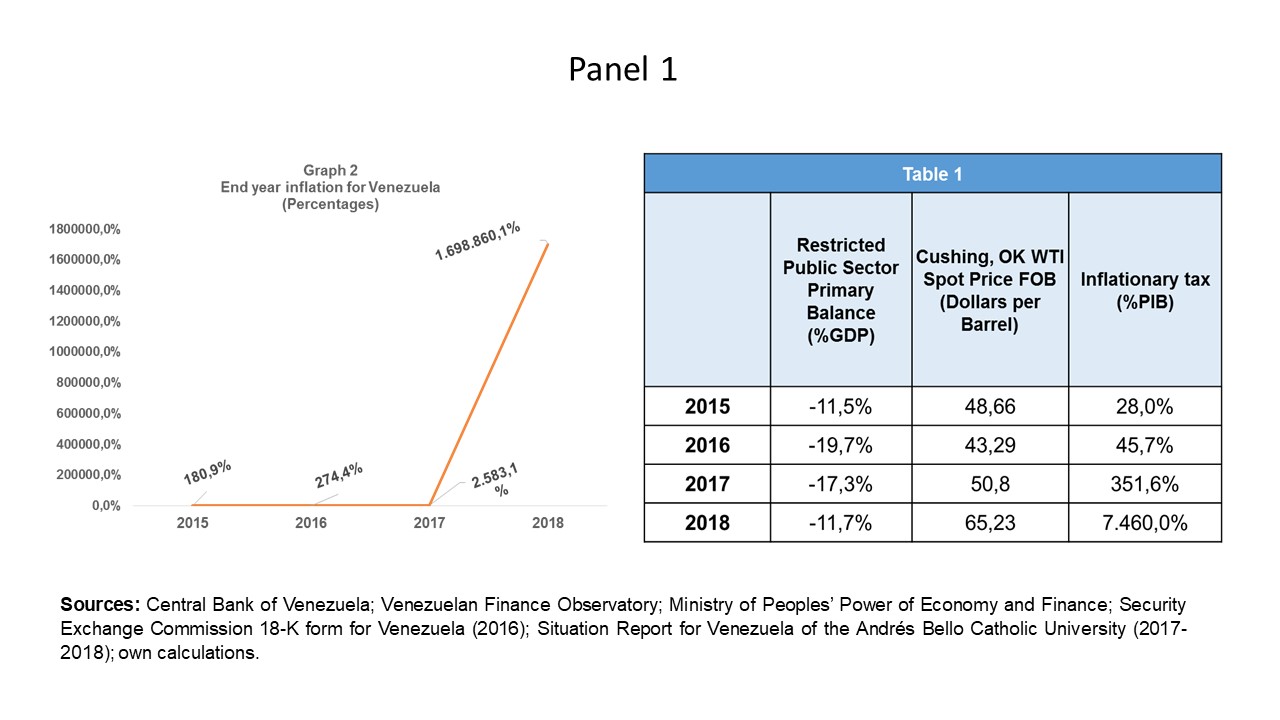 Panel 1
Graph 2
End year inflation for Venezuela
(Percentages)
1800000,0%
1600000,0%
1400000,0%
1200000,0%
1000000,0%
800000,0%
600000,0%
400000,0%
200000,0%
0,0%
180,9%
274,4%
2.583,1
%
1.698.860,1%
2015 2016 2017 2018
Table 1
Restricted
Public Sector
Primary
Balance
(%GDP)
Cushing, OK WTI
Spot Price FOB
(Dollars per
Barrel)
Inflationary tax
(%PIB)
2015 -11,5% 48,66 28,0%
2016 -19,7% 43,29 45,7%
2017 -17,3% 50,8 351,6%
2018 -11,7% 65,23 7.460,0%
Sources: Central Bank of Venezuela; Venezuelan Finance Observatory; Ministry of Peoples’ Power of Economy and Finance; Security
Exchange Commission 18-K form for Venezuela (2016); Situation Report for Venezuela of the Andrés Bello Catholic University (2017-
2018); own calculations.